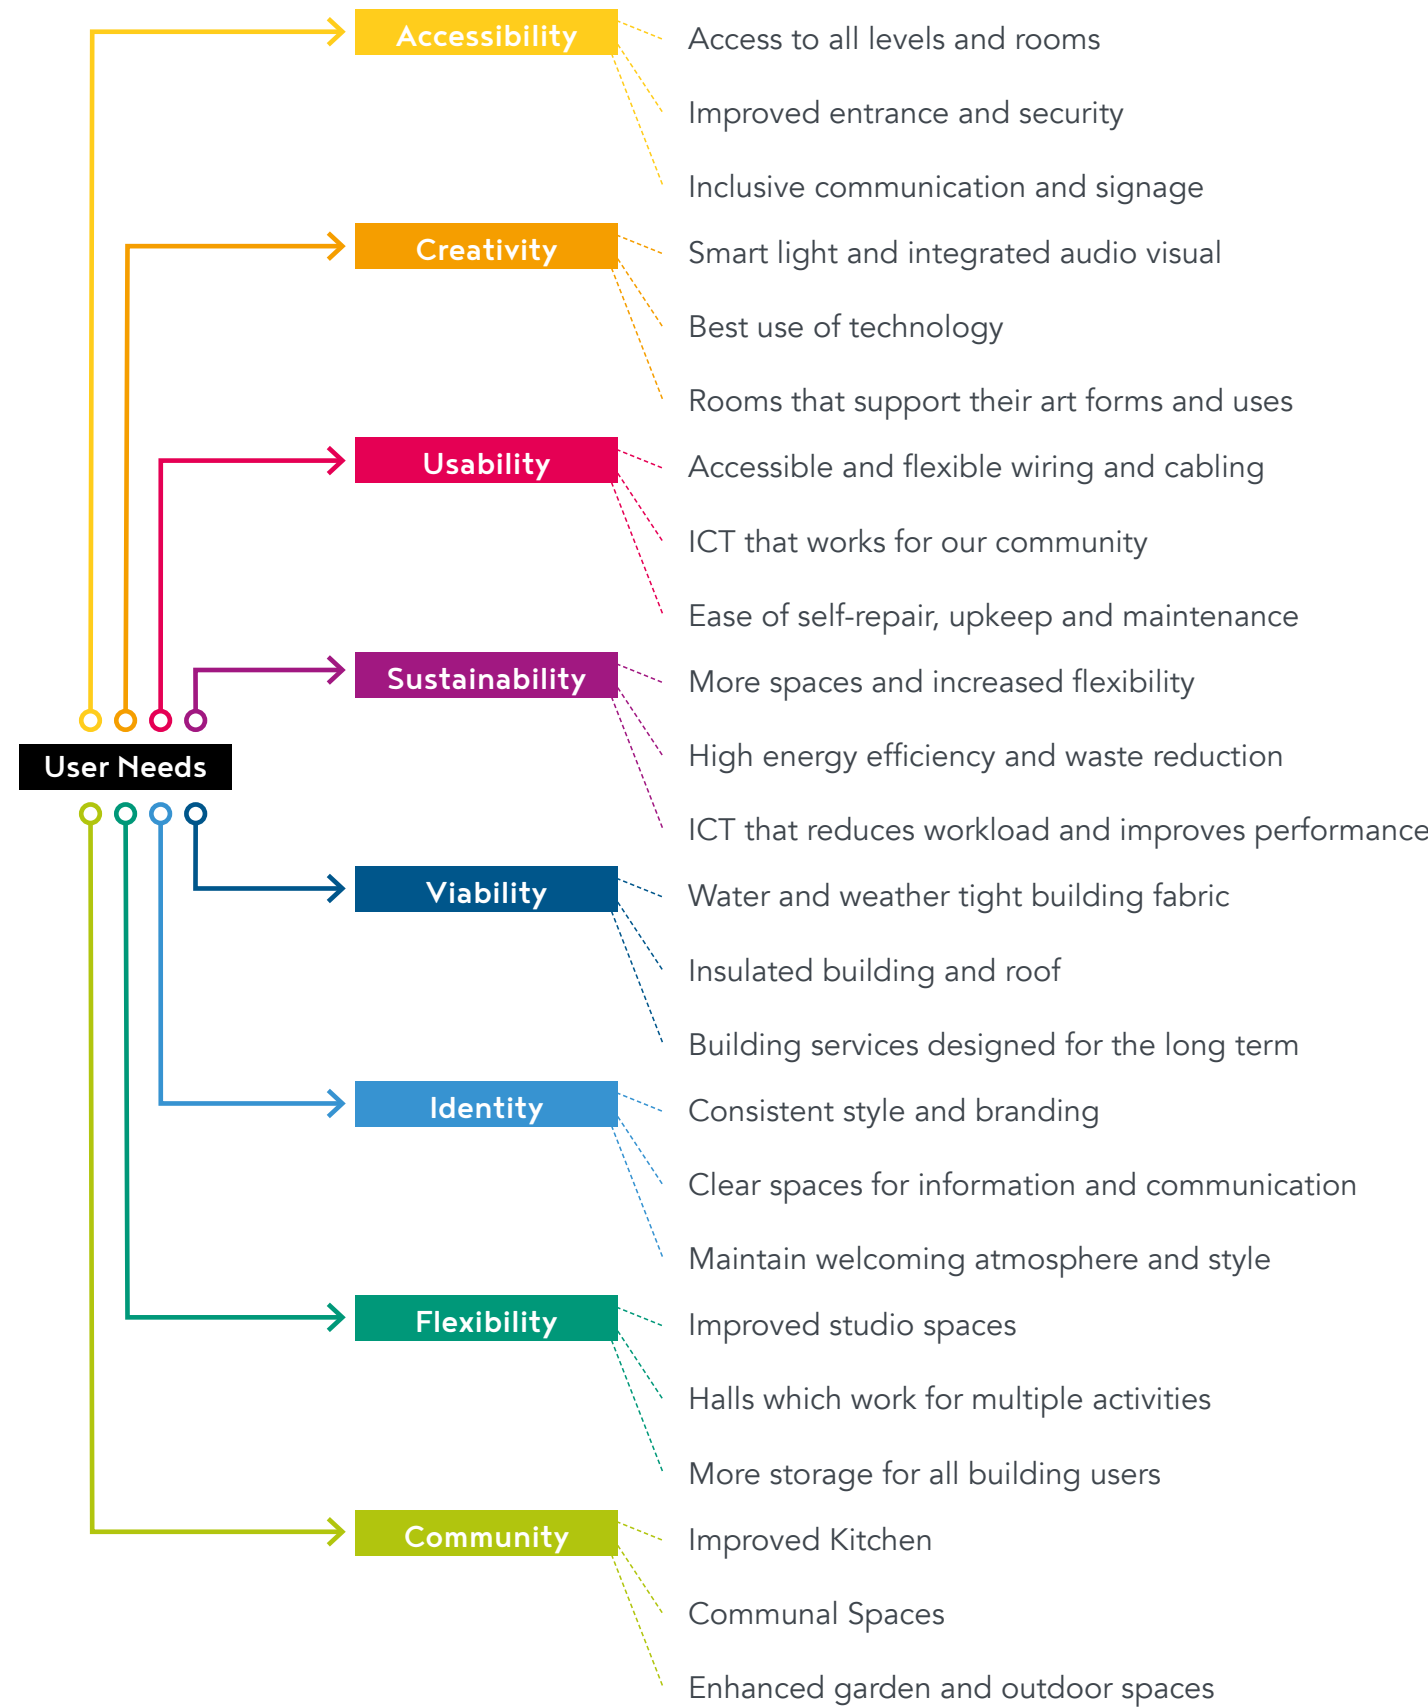 Accessibility
Access to all levels and rooms
Improved entrance and security
Inclusive communication and signage
Creativity
Smart light and integrated audio visual
Best use of technology
Rooms that support their art forms and uses
Usability
Accessible and flexible wiring and cabling
ICT that works for our community
Ease of self-repair, upkeep and maintenance
Sustainability
More spaces and increased flexibility
High energy efficiency and waste reduction
ICT that reduces workload and improves performance
User Needs
Viability
Water and weather tight building fabric
Insulated building and roof
Building services designed for the long term
Identity
Consistent style and branding
Clear spaces for information and communication
Maintain welcoming atmosphere and style
Flexibility
Improved studio spaces
Halls which work for multiple activities
More storage for all building users
Community
Improved Kitchen
Communal Spaces
Enhanced garden and outdoor spaces